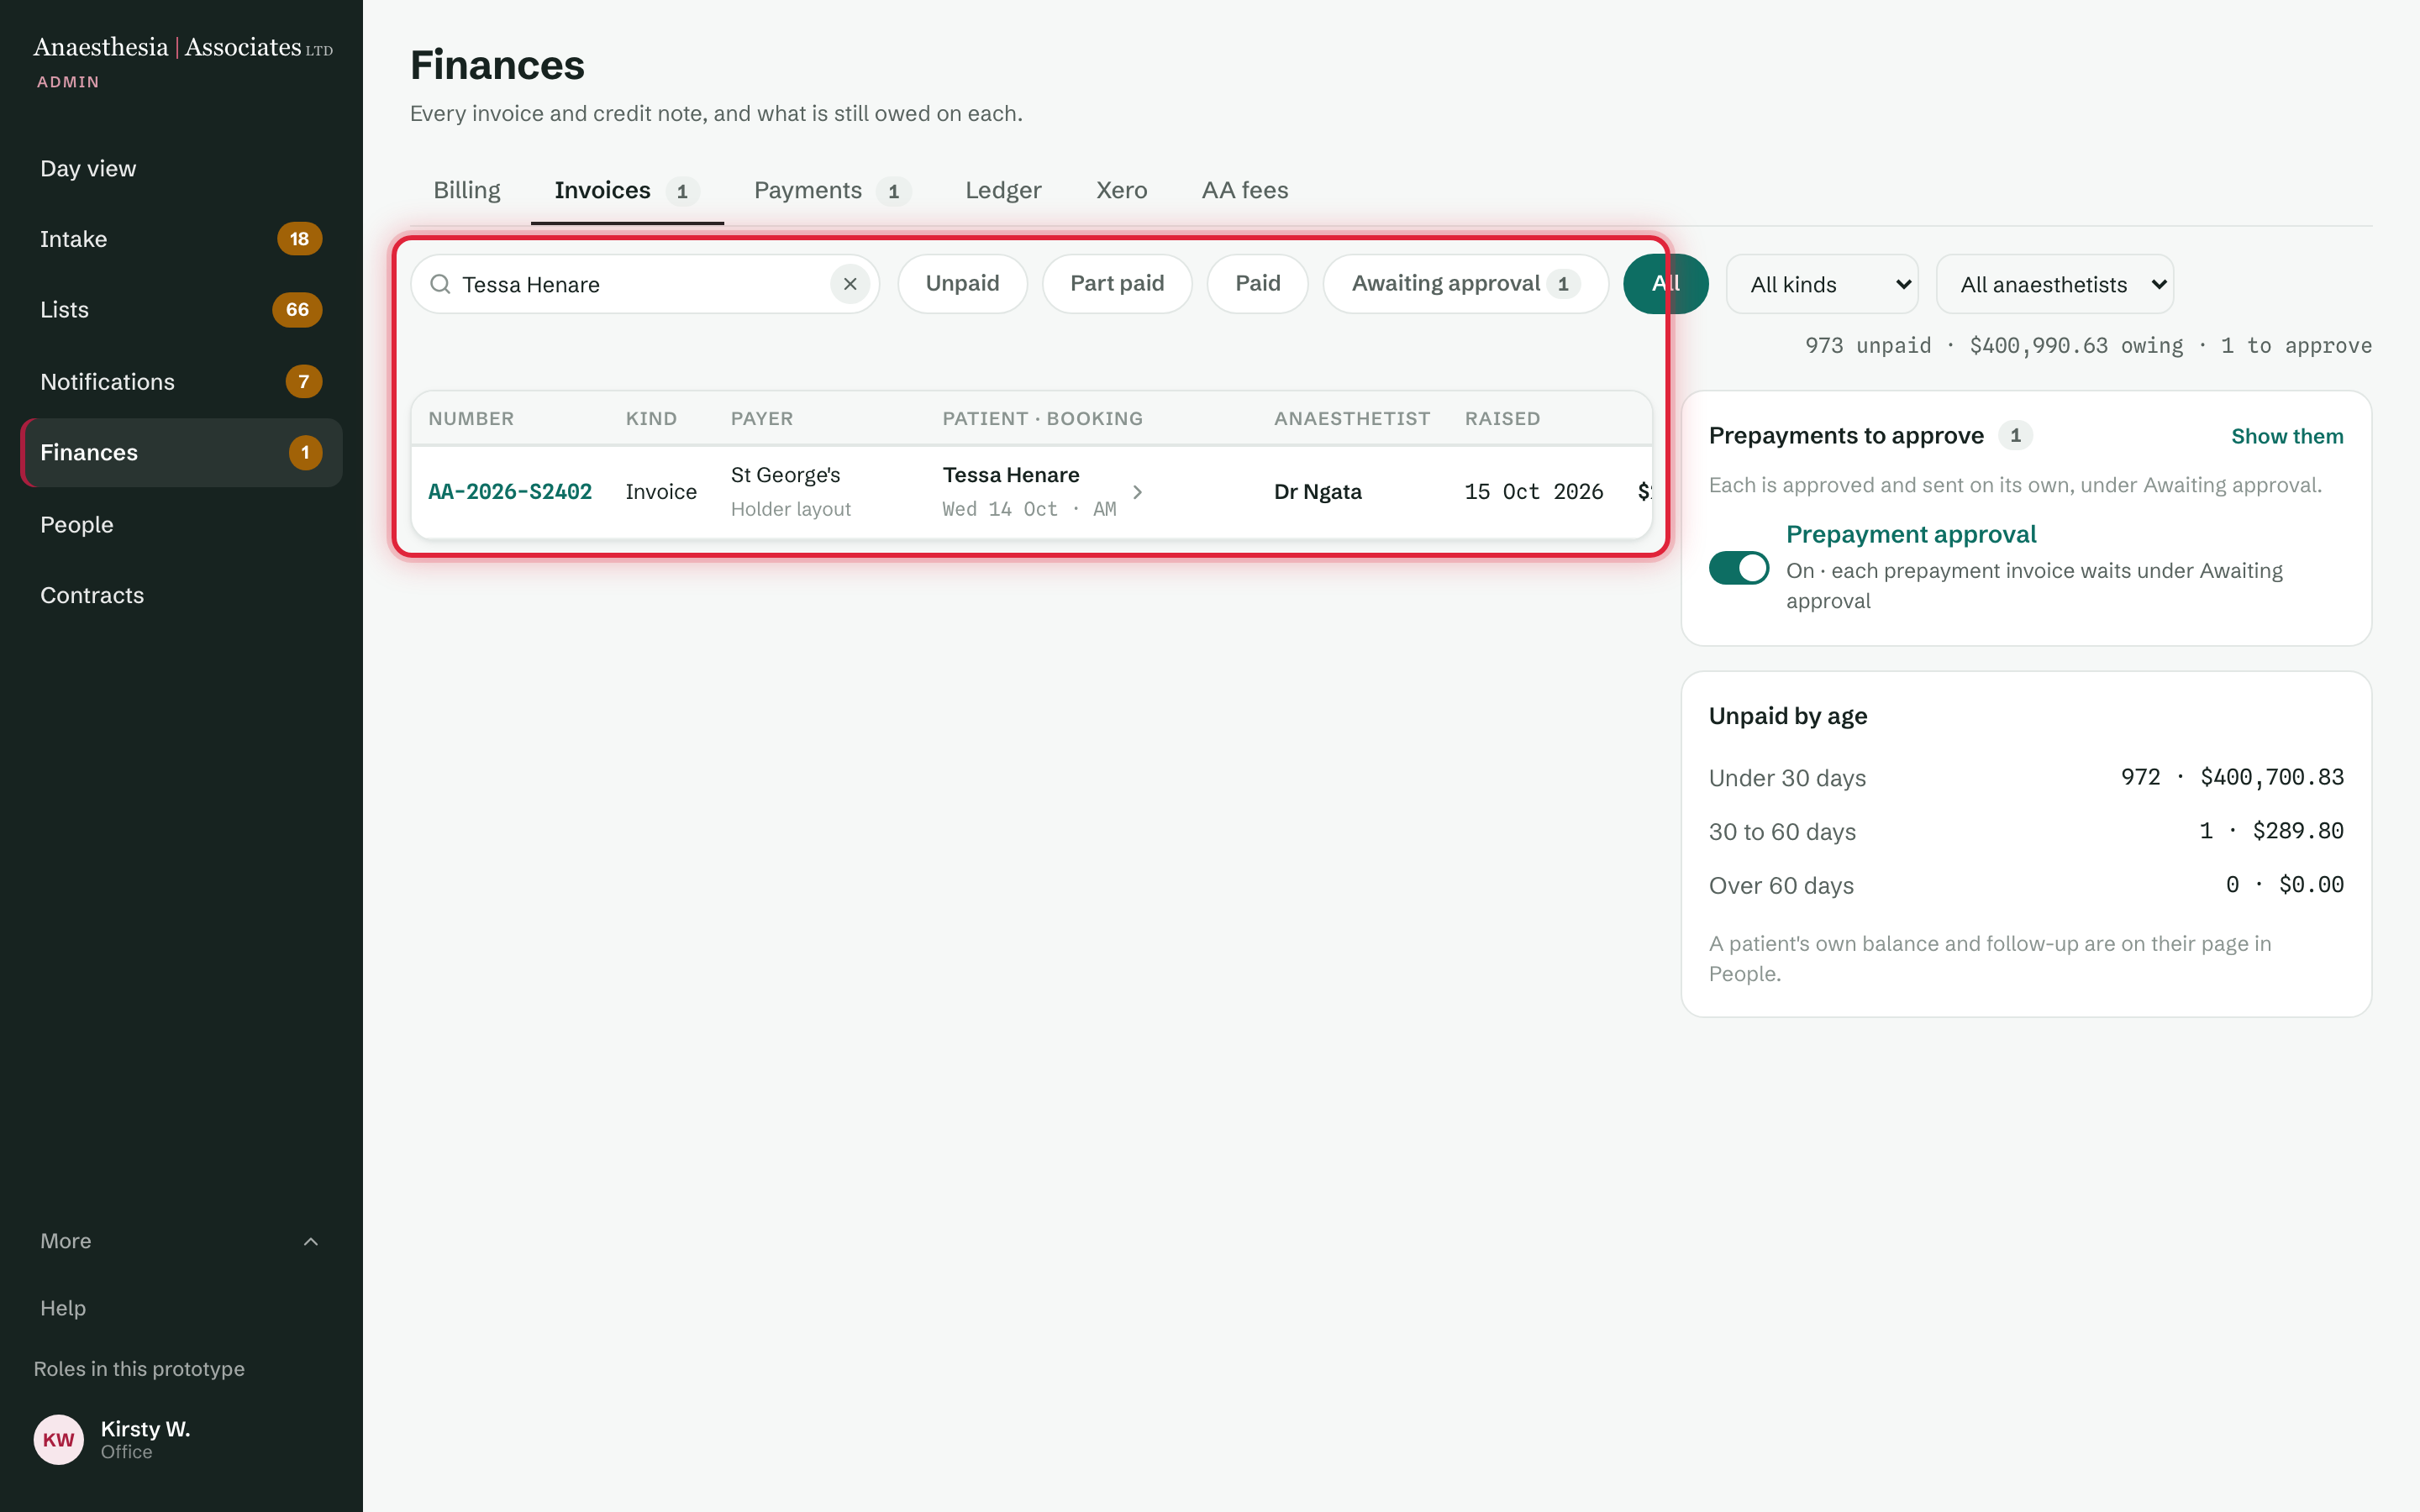 Anaesthesia | Associates LTD
ADMIN
Day view
Intake 18
Lists 66
Notifications 7
Finances 1
People
Contracts
More
Help
Roles in this prototype
KW
Kirsty W.
Office
Finances
Every invoice and credit note, and what is still owed on each.
Billing Invoices 1 Payments 1 Ledger Xero AA fees
Tessa Henare Unpaid Part paid Paid Awaiting approval 1 All All kinds All anaesthetists
973 unpaid · $400,990.63 owing · 1 to approve
NUMBER KIND PAYER PATIENT · BOOKING ANAESTHETIST RAISED
AA-2026-S2402 Invoice St George's Tessa Henare Dr Ngata 15 Oct 2026 $
Holder layout Wed 14 Oct · AM
Prepayments to approve 1 Show them
Each is approved and sent on its own, under Awaiting approval.
Prepayment approval
On · each prepayment invoice waits under Awaiting
approval
Unpaid by age
Under 30 days 972 · $400,700.83
30 to 60 days 1 · $289.80
Over 60 days 0 · $0.00
A patient's own balance and follow-up are on their page in
People.